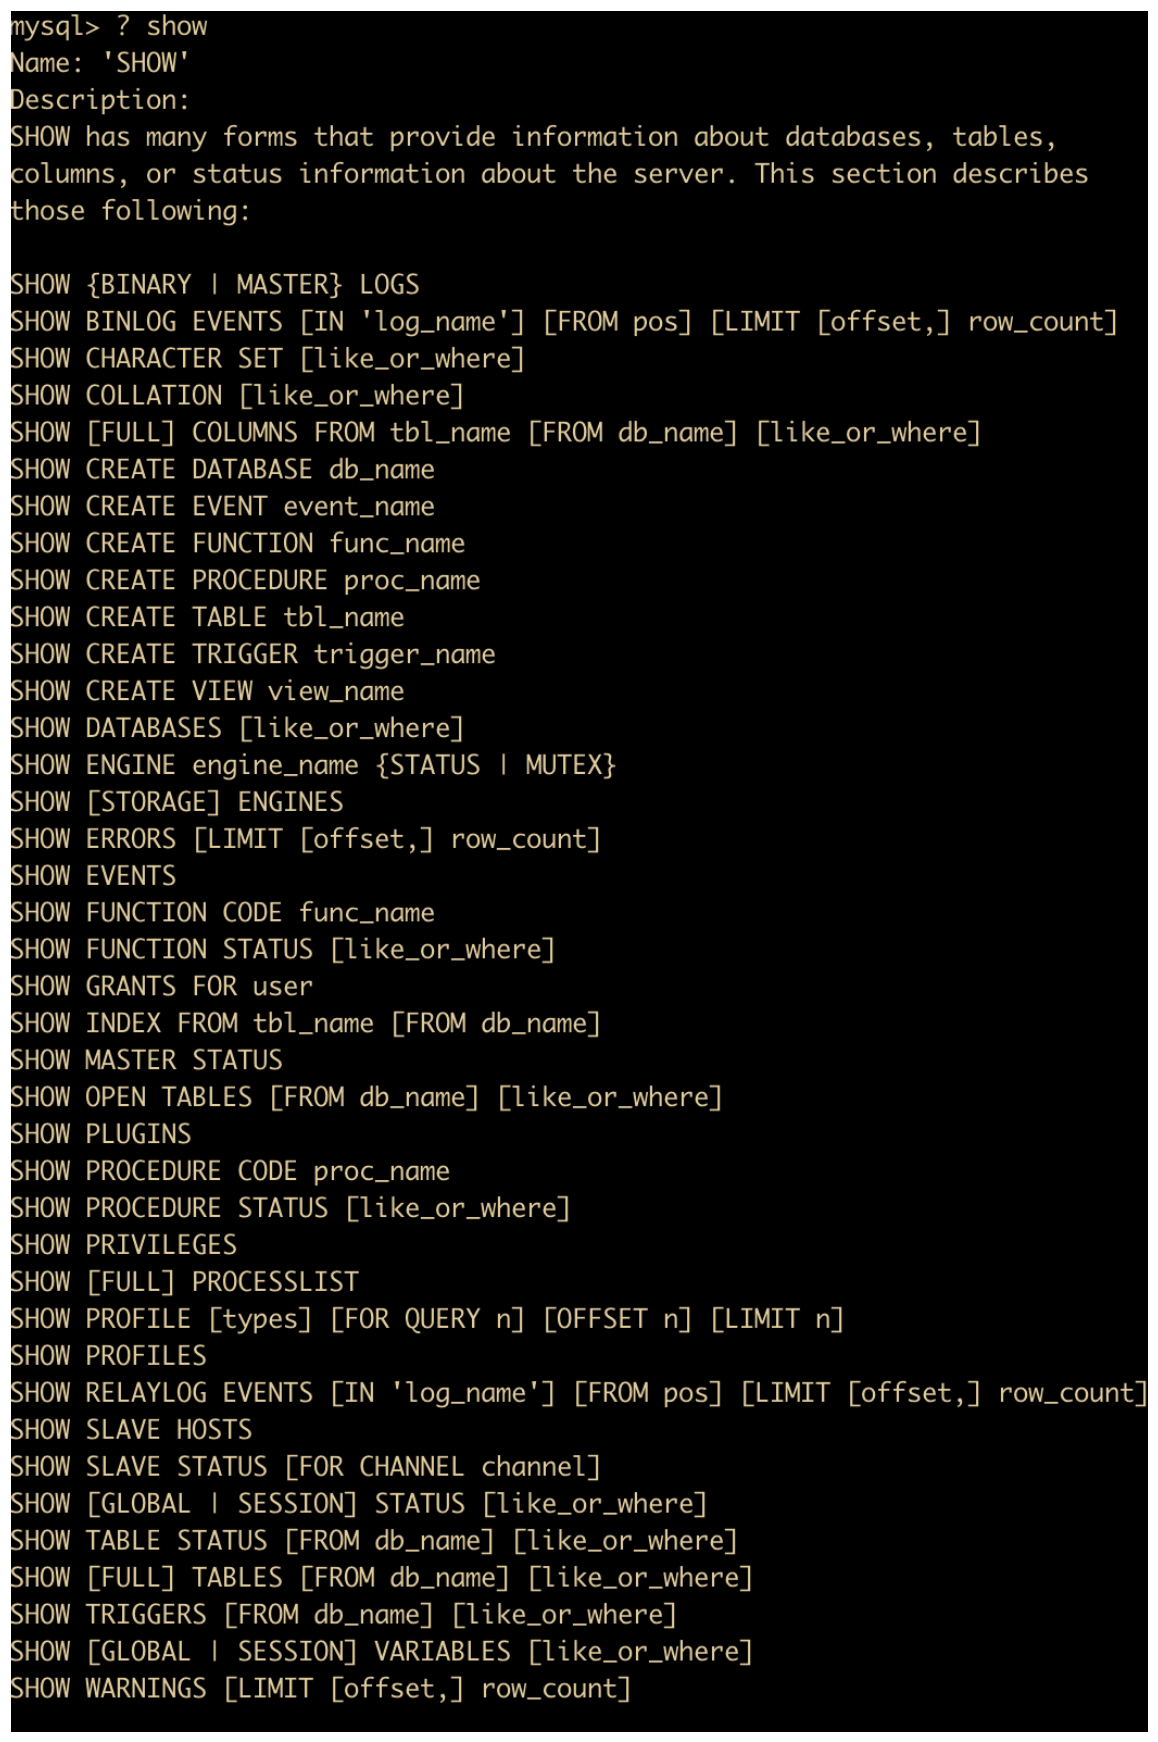 mysql> ? show
Name: 'SHOW'
Description:
SHOW has many forms that provide information about databases, tables,
columns, or status information about the server. This section describes
those following:

SHOW {BINARY | MASTER} LOGS
SHOW BINLOG EVENTS [IN 'log_name'] [FROM pos] [LIMIT [offset,] row_count]
SHOW CHARACTER SET [like_or_where]
SHOW COLLATION [like_or_where]
SHOW [FULL] COLUMNS FROM tbl_name [FROM db_name] [like_or_where]
SHOW CREATE DATABASE db_name
SHOW CREATE EVENT event_name
SHOW CREATE FUNCTION func_name
SHOW CREATE PROCEDURE proc_name
SHOW CREATE TABLE tbl_name
SHOW CREATE TRIGGER trigger_name
SHOW CREATE VIEW view_name
SHOW DATABASES [like_or_where]
SHOW ENGINE engine_name {STATUS | MUTEX}
SHOW [STORAGE] ENGINES
SHOW ERRORS [LIMIT [offset,] row_count]
SHOW EVENTS
SHOW FUNCTION CODE func_name
SHOW FUNCTION STATUS [like_or_where]
SHOW GRANTS FOR user
SHOW INDEX FROM tbl_name [FROM db_name]
SHOW MASTER STATUS
SHOW OPEN TABLES [FROM db_name] [like_or_where]
SHOW PLUGINS
SHOW PROCEDURE CODE proc_name
SHOW PROCEDURE STATUS [like_or_where]
SHOW PRIVILEGES
SHOW [FULL] PROCESSLIST
SHOW PROFILE [types] [FOR QUERY n] [OFFSET n] [LIMIT n]
SHOW PROFILES
SHOW RELAYLOG EVENTS [IN 'log_name'] [FROM pos] [LIMIT [offset,] row_count]
SHOW SLAVE HOSTS
SHOW SLAVE STATUS [FOR CHANNEL channel]
SHOW [GLOBAL | SESSION] STATUS [like_or_where]
SHOW TABLE STATUS [FROM db_name] [like_or_where]
SHOW [FULL] TABLES [FROM db_name] [like_or_where]
SHOW TRIGGERS [FROM db_name] [like_or_where]
SHOW [GLOBAL | SESSION] VARIABLES [like_or_where]
SHOW WARNINGS [LIMIT [offset,] row_count]